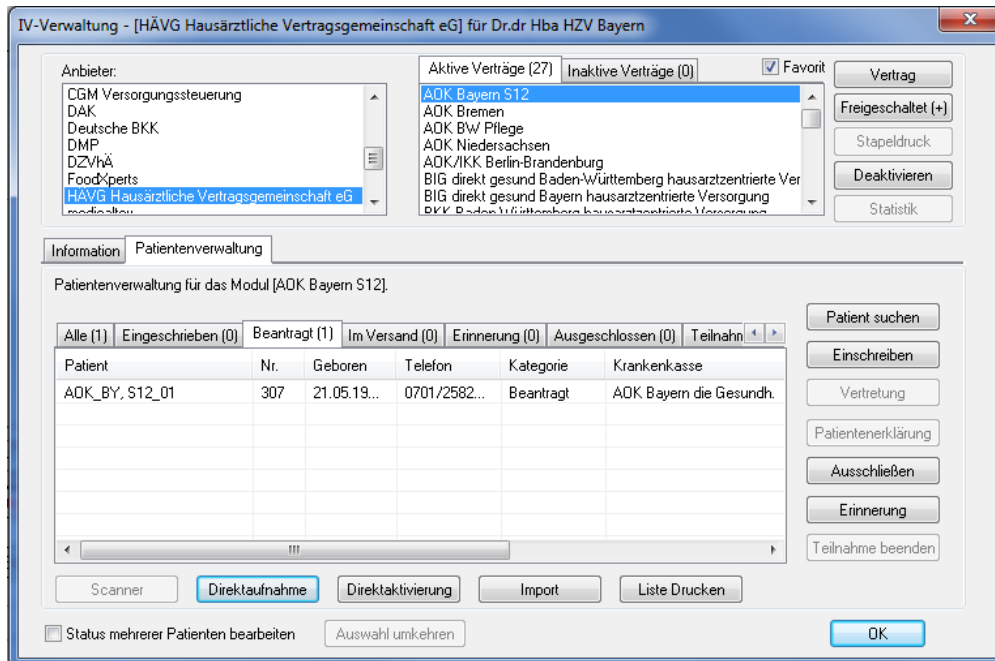 IV-Verwaltung - [HÄVG Hausärztliche Vertragsgemeinschaft eG] für Dr.dr Hba HZV Bayern
Anbieter:
CGM Versorgungssteuerung
DAK
Deutsche BKK
DMP
DZVhÄ
FoodXperts
HÄVG Hausärztliche Vertragsgemeinschaft eG
Aktive Verträge (27)
Inaktive Verträge (0)
Favorit
AOK Bayern S12
AOK Bremen
AOK BW Pflege
AOK Niedersachsen
AOK/IKK Berlin-Brandenburg
BIG direkt gesund Baden-Württemberg hausarztzentrierte Ver
BIG direkt gesund Bayern hausarztzentrierte Versorgung
BKK Baden Württemberg hausarztzentrierte Versorgung
Vertrag
Freigeschaltet (+)
Stapeldruck
Deaktivieren
Statistik
Information
Patientenverwaltung
Patientenverwaltung für das Modul [AOK Bayern S12].
Alle (1) Eingeschrieben (0) Beantragt (1) Im Versand (0) Erinnerung (0) Ausgeschlossen (0) Teilnahn
Patient Nr. Geboren Telefon Kategorie Krankenkasse
AOK_BY, S12_01 307 21.05.19... 0701/2582... Beantragt AOK Bayern die Gesundh.
Patient suchen
Einschreiben
Vertretung
Patientenerklärung
Ausschließen
Erinnerung
Teilnahme beenden
Scanner
Direktaufnahme
Direktaktivierung
Import
Liste Drucken
Status mehrerer Patienten bearbeiten
Auswahl umkehren
OK